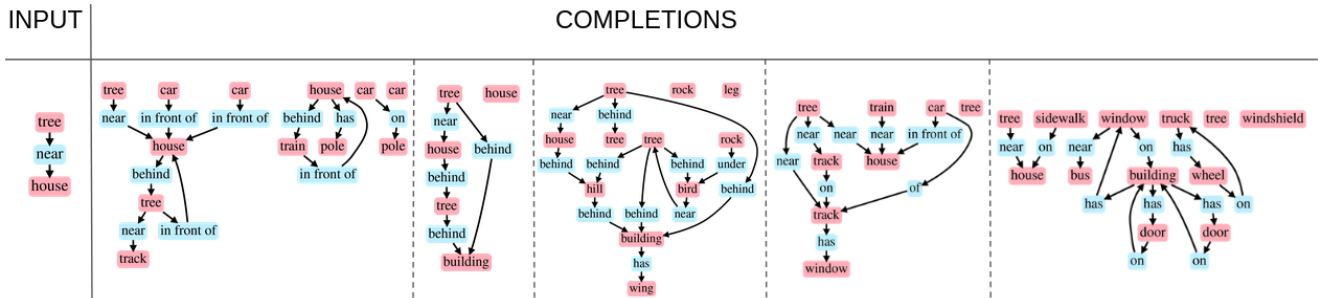 INPUT
COMPLETIONS
tree
near
house
tree car car house car car
near in front of in front of behind has on
house train pole pole
in front of
behind
tree
near in front of
track
tree house
near
house behind
behind
tree
behind
building
tree rock leg
near behind
house tree tree rock
behind behind behind under
hill bird behind
behind behind near
building
has
wing
tree train car tree
near near near in front of
near track house
on of
track
has
window
tree sidewalk window truck tree windshield
near on near on has
house bus building wheel
has has has on
door door
on on